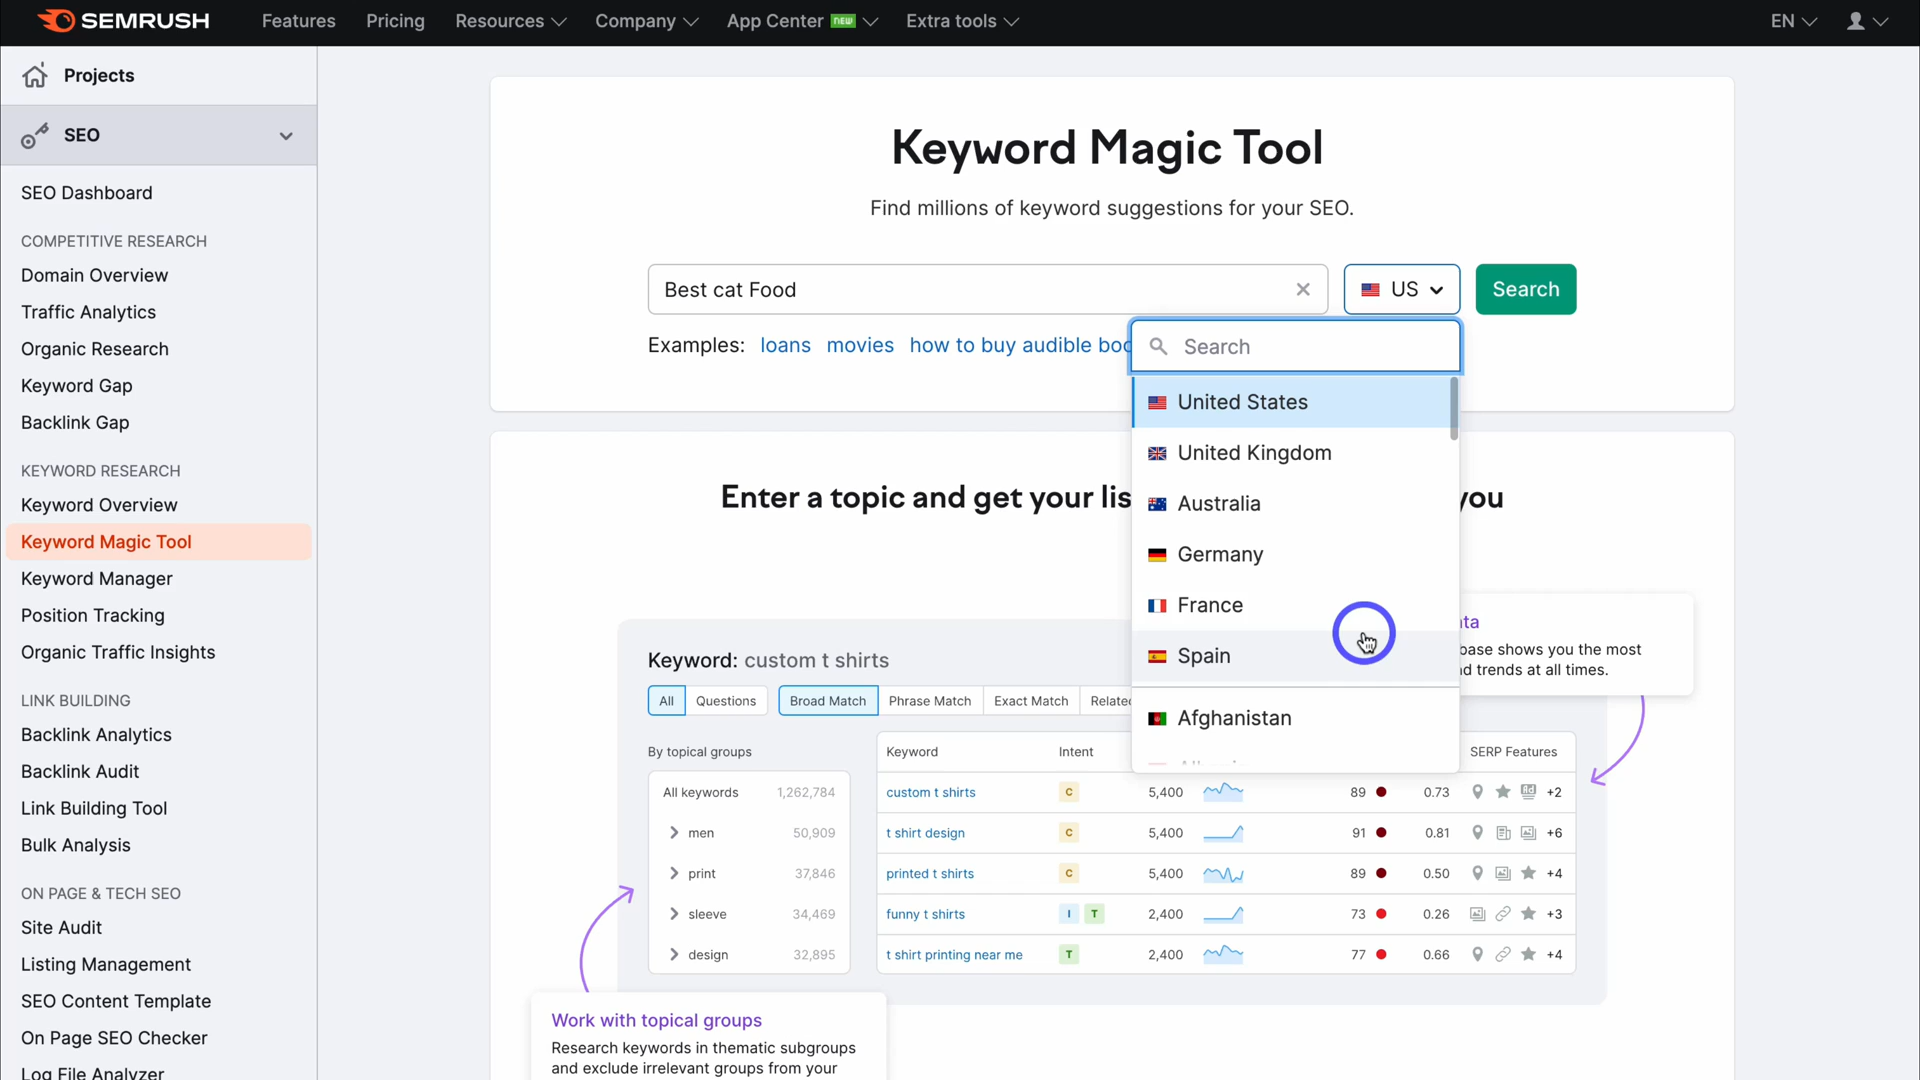 SEMRUSH
Features
Pricing
Resources
Company
App Center NEW
Extra tools
EN
Projects
SEO
SEO Dashboard
COMPETITIVE RESEARCH
Domain Overview
Traffic Analytics
Organic Research
Keyword Gap
Backlink Gap
KEYWORD RESEARCH
Keyword Overview
Keyword Magic Tool
Keyword Manager
Position Tracking
Organic Traffic Insights
LINK BUILDING
Backlink Analytics
Backlink Audit
Link Building Tool
Bulk Analysis
ON PAGE & TECH SEO
Site Audit
Listing Management
SEO Content Template
On Page SEO Checker
Log File Analyzer
Keyword Magic Tool
Find millions of keyword suggestions for your SEO.
Best cat Food
US
Search
Examples: loans movies how to buy audible boo
Search
United States
United Kingdom
Australia
Germany
France
Spain
Afghanistan
Enter a topic and get your lis
you
ata
base shows you the most
d trends at all times.
Keyword: custom t shirts
All Questions Broad Match Phrase Match Exact Match Related
By topical groups
All keywords 1,262,784
men 50,909
print 37,846
sleeve 34,469
design 32,895
Keyword Intent SERP Features
custom t shirts C 5,400 89 0.73 +2
t shirt design C 5,400 91 0.81 +6
printed t shirts C 5,400 89 0.50 +4
funny t shirts I T 2,400 73 0.26 +3
t shirt printing near me T 2,400 77 0.66 +4
Work with topical groups
Research keywords in thematic subgroups
and exclude irrelevant groups from your